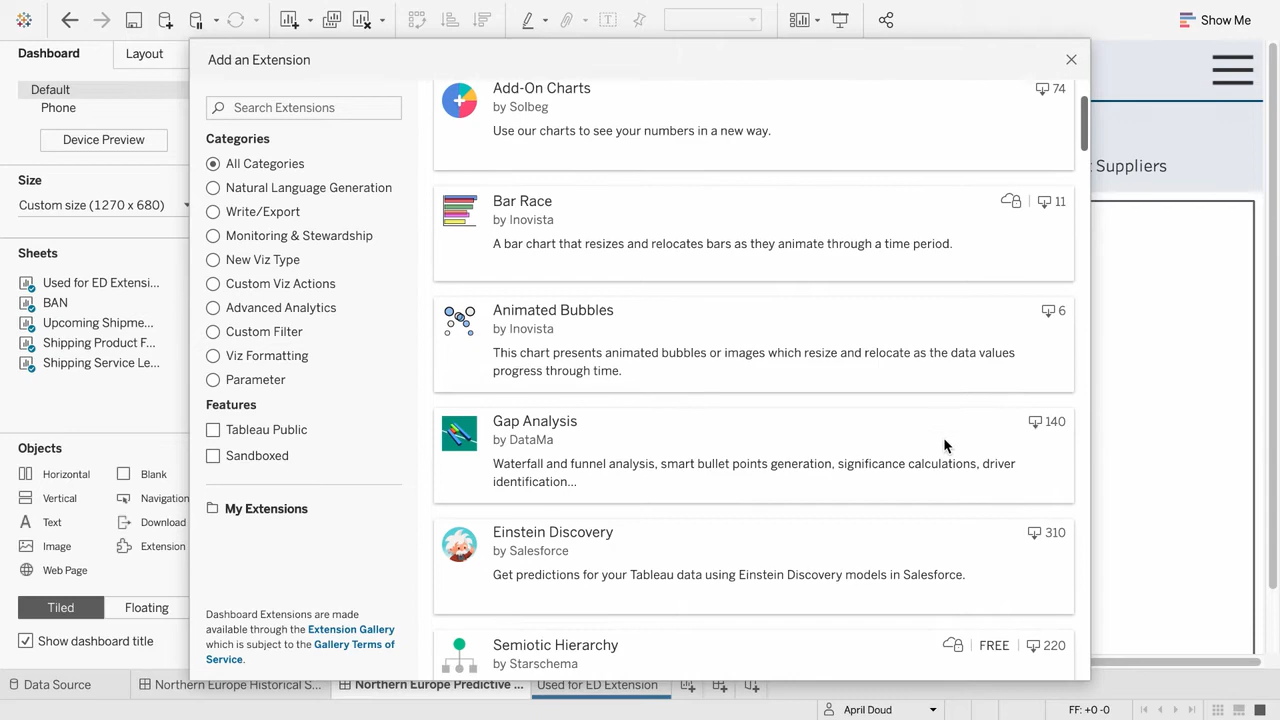 Show Me
Dashboard
Layout
Default
Phone
Device Preview
Size
Custom size (1270 x 680)
Sheets
Used for ED Extensi...
BAN
Upcoming Shipme...
Shipping Product F...
Shipping Service Le...
Objects
Horizontal
Blank
Vertical
Navigation
Text
Download
Image
Extension
Web Page
Tiled
Floating
Show dashboard title
Add an Extension
Search Extensions
Categories
All Categories
Natural Language Generation
Write/Export
Monitoring & Stewardship
New Viz Type
Custom Viz Actions
Advanced Analytics
Custom Filter
Viz Formatting
Parameter
Features
Tableau Public
Sandboxed
My Extensions
Dashboard Extensions are made
available through the Extension Gallery
which is subject to the Gallery Terms of
Service.
Add-On Charts
74
by Solbeg
Use our charts to see your numbers in a new way.
Bar Race
11
by Inovista
A bar chart that resizes and relocates bars as they animate through a time period.
Animated Bubbles
6
by Inovista
This chart presents animated bubbles or images which resize and relocate as the data values
progress through time.
Gap Analysis
140
by DataMa
Waterfall and funnel analysis, smart bullet points generation, significance calculations, driver
identification...
Einstein Discovery
310
by Salesforce
Get predictions for your Tableau data using Einstein Discovery models in Salesforce.
Semiotic Hierarchy
FREE
220
by Starschema
Suppliers
Data Source
Northern Europe Historical S...
Northern Europe Predictive ...
Used for ED Extension
April Doud
FF: +0 -0